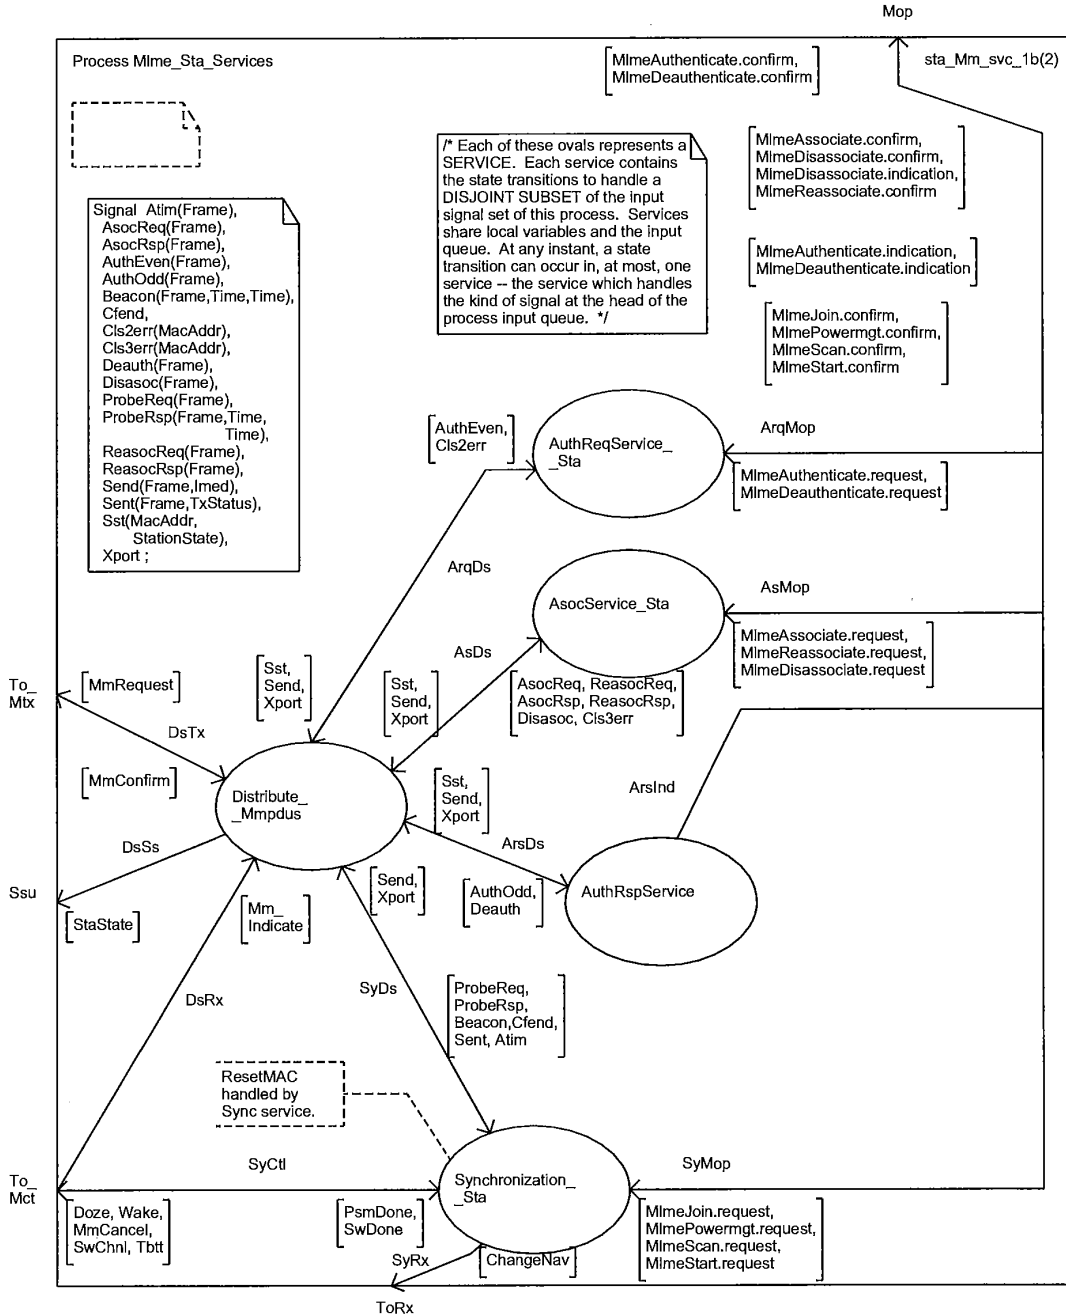 Mop
Process Mlme_Sta_Services
MlmeAuthenticate.confirm,
MlmeDeauthenticate.confirm
sta_Mm_svc_1b(2)
/* Each of these ovals represents a
SERVICE. Each service contains
the state transitions to handle a
DISJOINT SUBSET of the input
signal set of this process. Services
share local variables and the input
queue. At any instant, a state
transition can occur in, at most, one
service -- the service which handles
the kind of signal at the head of the
process input queue. */
MlmeAssociate.confirm,
MlmeDisassociate.confirm,
MlmeDisassociate.indication,
MlmeReassociate.confirm
Signal Atim(Frame),
AsocReq(Frame),
AsocRsp(Frame),
AuthEven(Frame),
AuthOdd(Frame),
Beacon(Frame,Time,Time),
Cfend,
Cls2err(MacAddr),
Cls3err(MacAddr),
Deauth(Frame),
Disasoc(Frame),
ProbeReq(Frame),
ProbeRsp(Frame,Time,
Time),
ReasocReq(Frame),
ReasocRsp(Frame),
Send(Frame,Imed),
Sent(Frame,TxStatus),
Sst(MacAddr,
StationState),
Xport ;
MlmeAuthenticate.indication,
MlmeDeauthenticate.indication
MlmeJoin.confirm,
MlmePowermgt.confirm,
MlmeScan.confirm,
MlmeStart.confirm
AuthEven,
Cls2err
AuthReqService_
_Sta
ArqMop
MlmeAuthenticate.request,
MlmeDeauthenticate.request
ArqDs
AsocService_Sta
AsMop
MlmeAssociate.request,
MlmeReassociate.request,
MlmeDisassociate.request
AsDs
Sst,
Send,
Xport
Sst,
Send,
Xport
AsocReq, ReasocReq,
AsocRsp, ReasocRsp,
Disasoc, Cls3err
To_
Mtx
MmRequest
DsTx
MmConfirm
Distribute_
_Mmpdus
Sst,
Send,
Xport
ArsInd
DsSs
ArsDs
Ssu
StaState
Mm_
Indicate
Send,
Xport
AuthOdd,
Deauth
AuthRspService
DsRx
SyDs
ProbeReq,
ProbeRsp,
Beacon,Cfend,
Sent, Atim
ResetMAC
handled by
Sync service.
SyCtl
SyMop
To_
Mct
Synchronization_
_Sta
Doze, Wake,
MmCancel,
SwChnl, Tbtt
PsmDone,
SwDone
MlmeJoin.request,
MlmePowermgt.request,
MlmeScan.request,
MlmeStart.request
SyRx
ChangeNav
ToRx